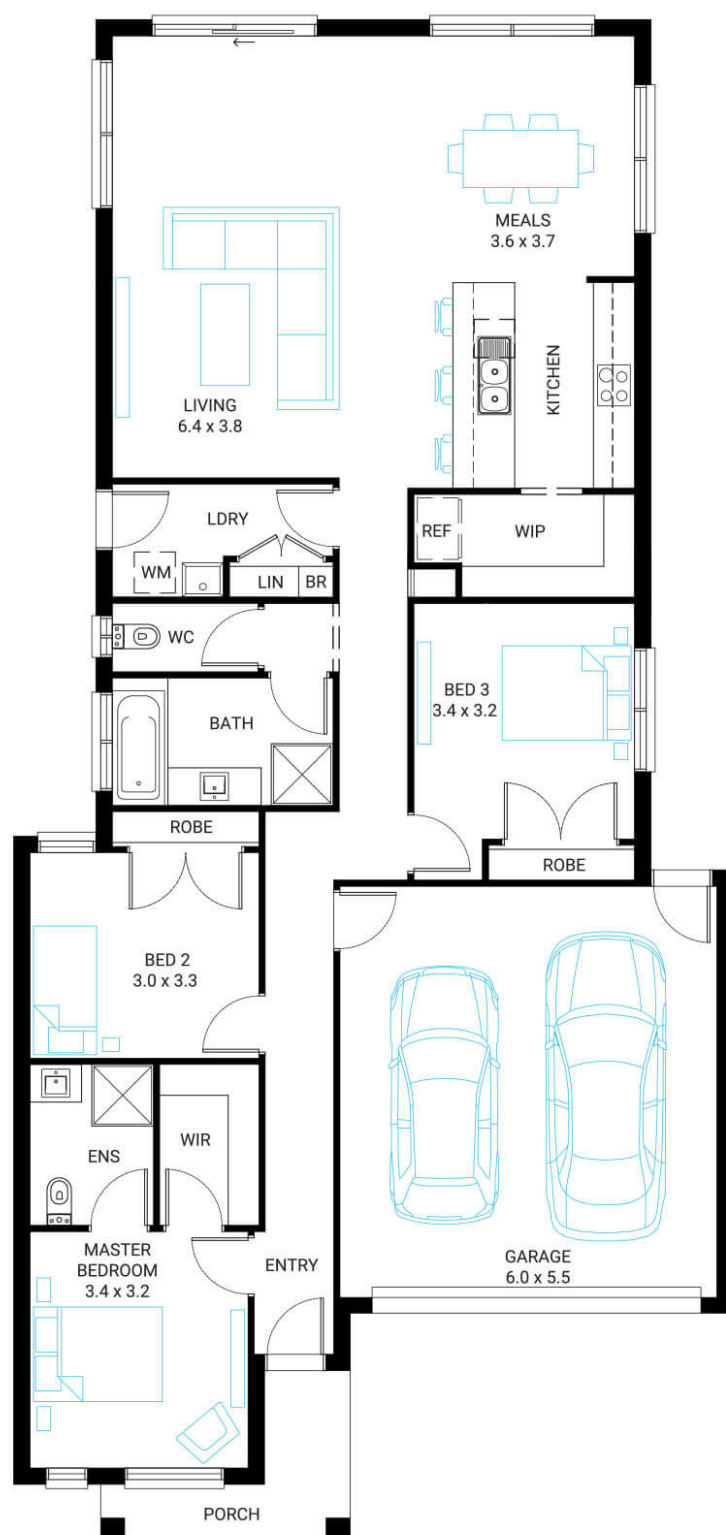 MEALS
3.6 x 3.7
KITCHEN
LIVING
6.4 x 3.8
LDRY
REF
WIP
WM
LIN
BR
WC
BED 3
3.4 x 3.2
BATH
ROBE
ROBE
BED 2
3.0 x 3.3
WIR
ENS
MASTER
BEDROOM
3.4 x 3.2
ENTRY
GARAGE
6.0 x 5.5
PORCH